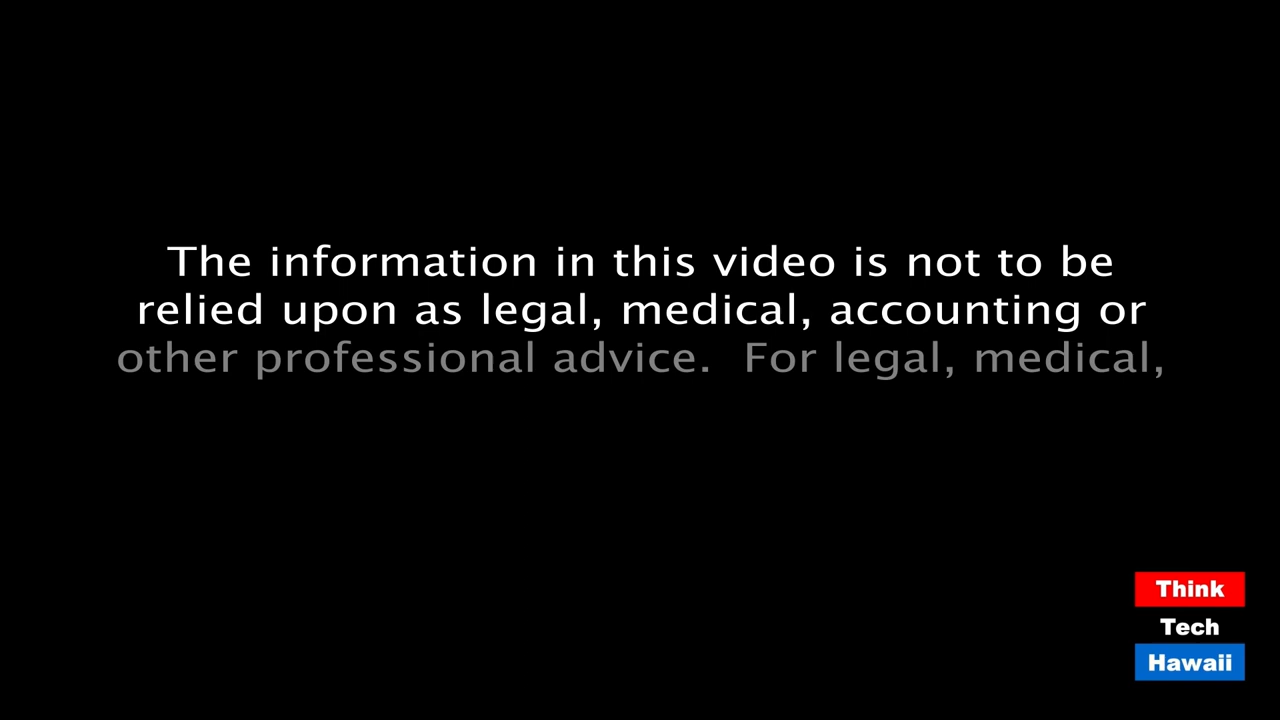 The information in this video is not to be
relied upon as legal, medical, accounting or
other professional advice.  For legal, medical,
Think
Tech
Hawaii